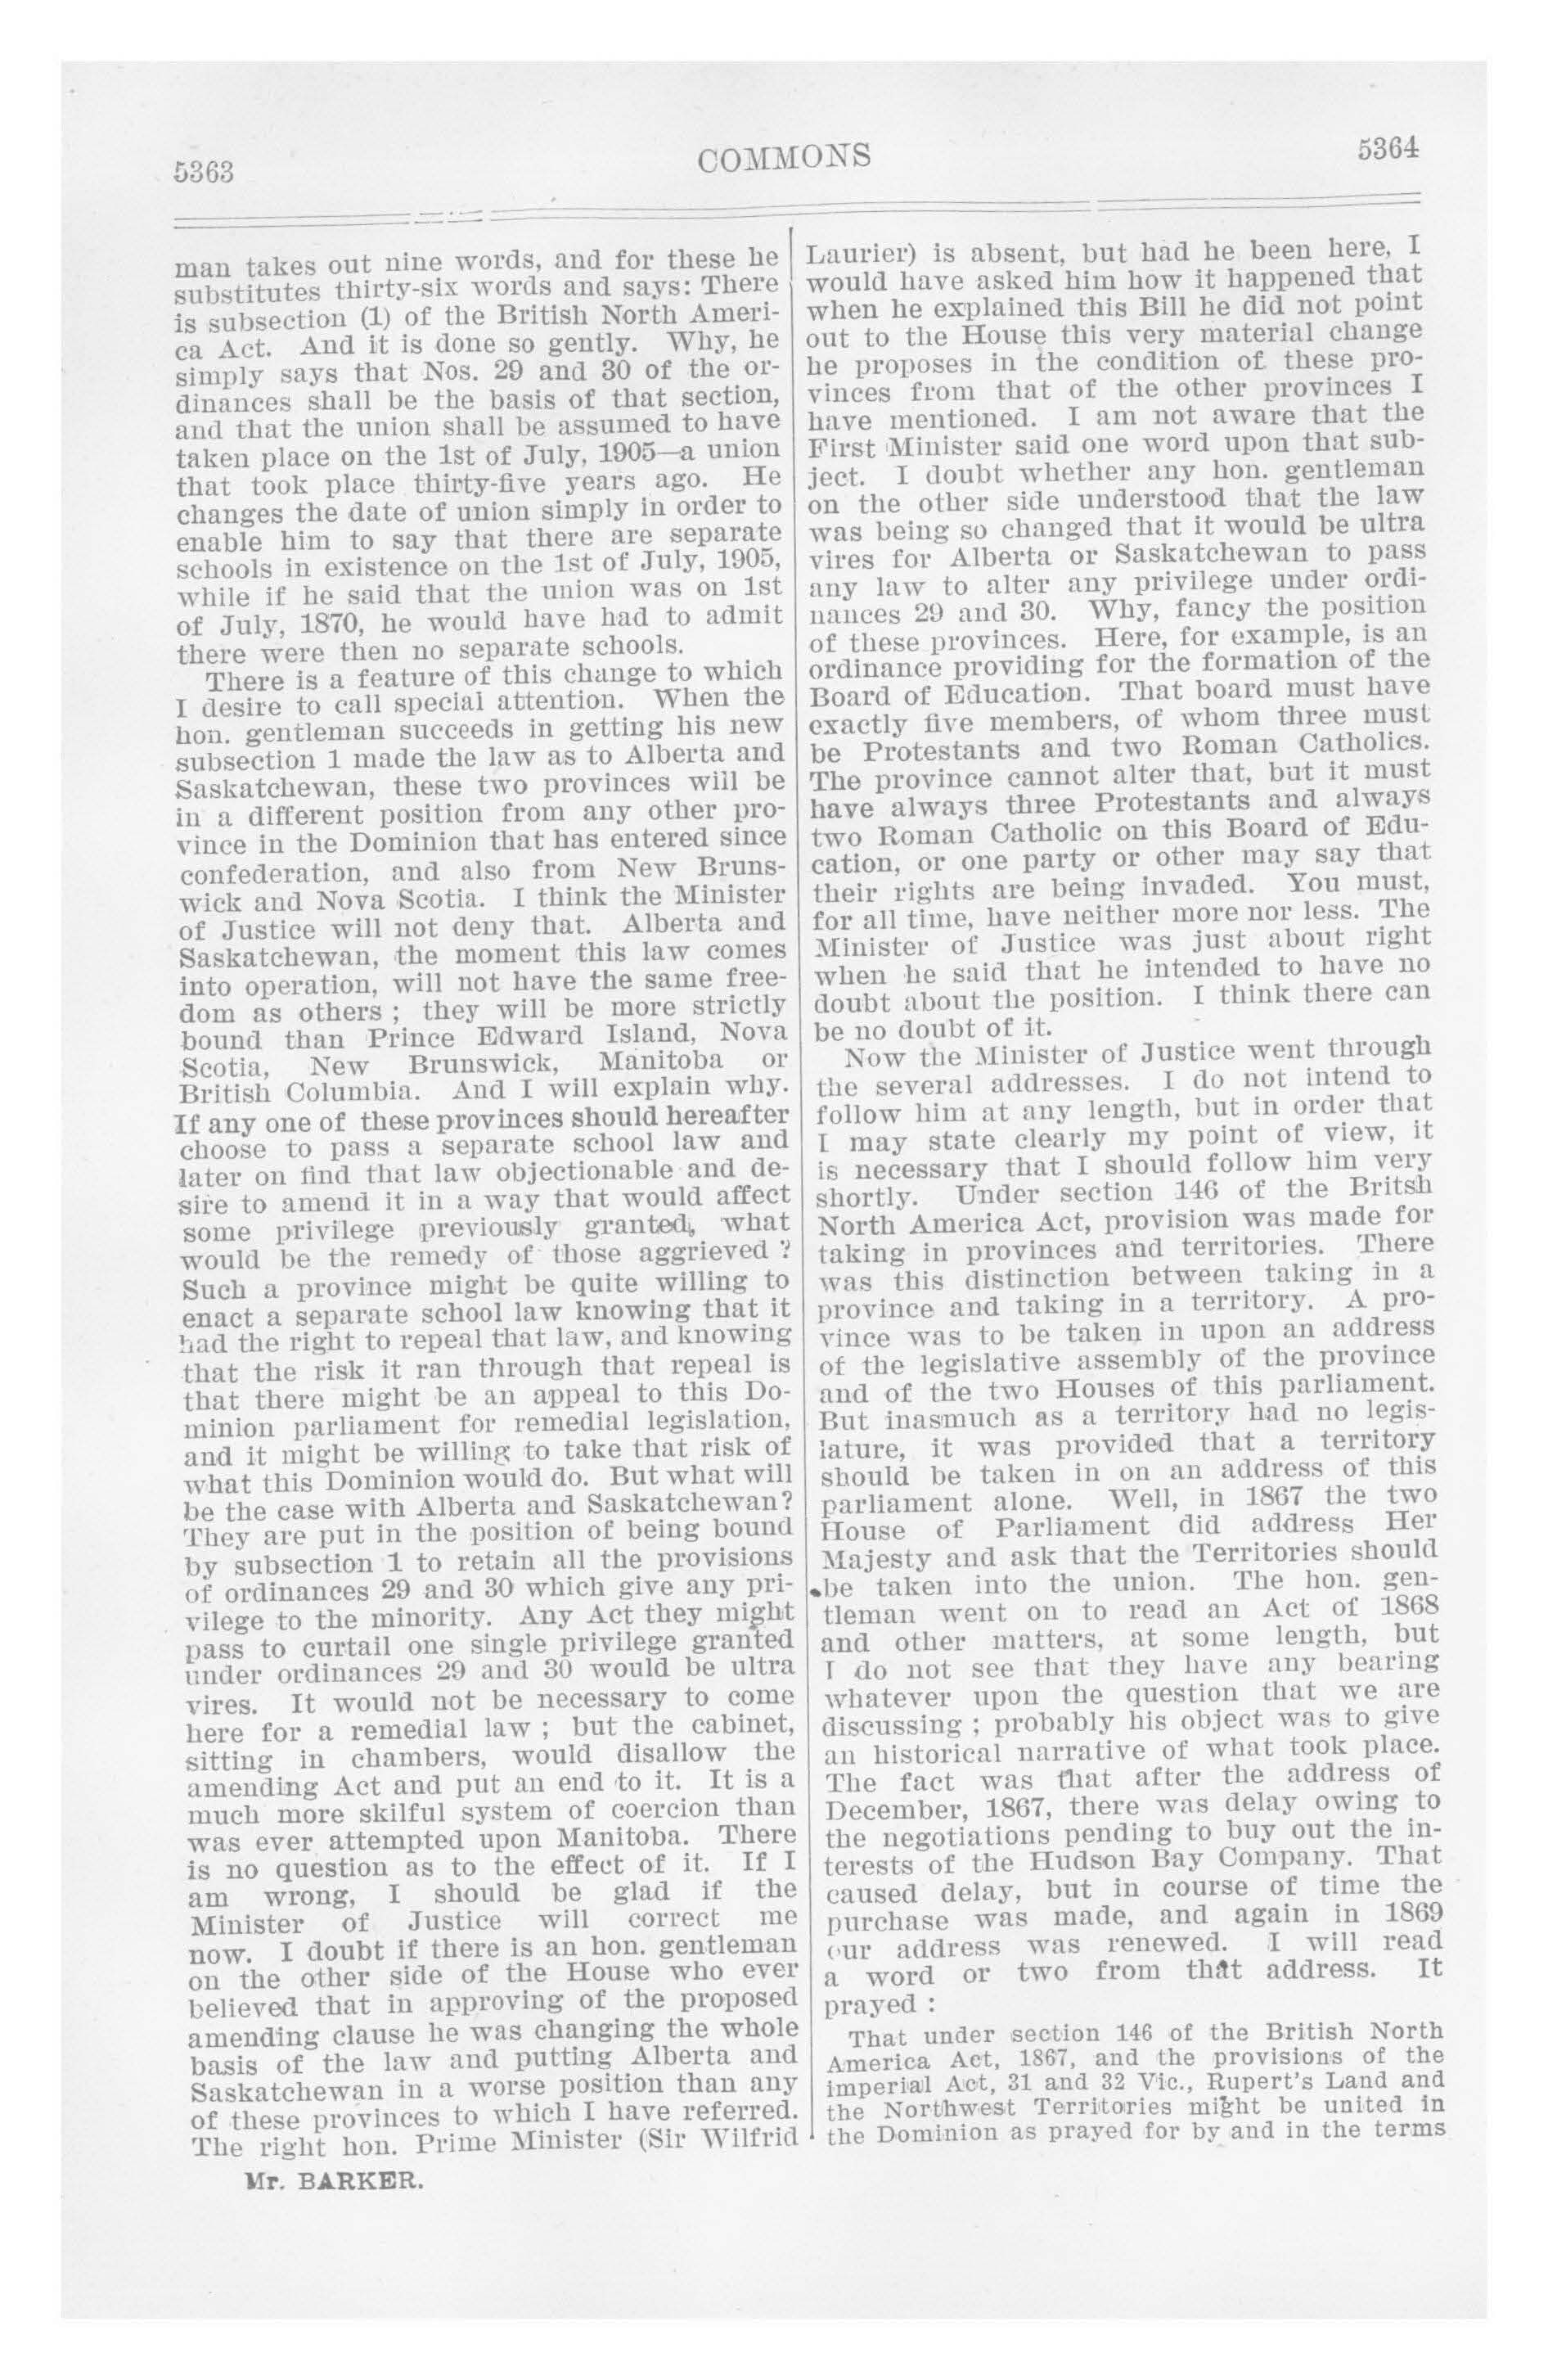 5363
COMMONS
5364
man takes out nine words, and for these he
substitutes thirty-six words and says: There
is subsection (1) of the British North Ameri-
ca Act. And it is done so gently. Why, he
simply says that Nos. 29 and 30 of the or-
dinances shall be the basis of that section,
and that the union shall be assumed to have
taken place on the 1st of July, 1905—a union
that took place thirty-five years ago. He
changes the date of union simply in order to
enable him to say that there are separate
schools in existence on the 1st of July, 1905,
while if he said that the union was on 1st
of July, 1870, he would have had to admit
there were then no separate schools.
There is a feature of this change to which
I desire to call special attention. When the
hon. gentleman succeeds in getting his new
subsection 1 made the law as to Alberta and
Saskatchewan, these two provinces will be
in a different position from any other pro-
vince in the Dominion that has entered since
confederation, and also from New Bruns-
wick and Nova Scotia. I think the Minister
of Justice will not deny that. Alberta and
Saskatchewan, the moment this law comes
into operation, will not have the same free-
dom as others ; they will be more strictly
bound than Prince Edward Island, Nova
Scotia, New Brunswick, Manitoba or
British Columbia. And I will explain why.
If any one of these provinces should hereafter
choose to pass a separate school law and
later on find that law objectionable and de-
sire to amend it in a way that would affect
some privilege previously granted, what
would be the remedy of those aggrieved ?
Such a province might be quite willing to
enact a separate school law knowing that it
had the right to repeal that law, and knowing
that the risk it ran through that repeal is
that there might be an appeal to this Do-
minion parliament for remedial legislation,
and it might be willing to take that risk of
what this Dominion would do. But what will
be the case with Alberta and Saskatchewan?
They are put in the position of being bound
by subsection 1 to retain all the provisions
of ordinances 29 and 30 which give any pri-
vilege to the minority. Any Act they might
pass to curtail one single privilege granted
under ordinances 29 and 30 would be ultra
vires. It would not be necessary to come
here for a remedial law ; but the cabinet,
sitting in chambers, would disallow the
amending Act and put an end to it. It is a
much more skilful system of coercion than
was ever attempted upon Manitoba. There
is no question as to the effect of it. If I
am wrong, I should be glad if the
Minister of Justice will correct me
now. I doubt if there is an hon. gentleman
on the other side of the House who ever
believed that in approving of the proposed
amending clause he was changing the whole
basis of the law and putting Alberta and
Saskatchewan in a worse position than any
of these provinces to which I have referred.
The right hon. Prime Minister (Sir Wilfrid
Mr. BARKER.
Laurier) is absent, but had he been here, I
would have asked him how it happened that
when he explained this Bill he did not point
out to the House this very material change
he proposes in the condition of these pro-
vinces from that of the other provinces I
have mentioned. I am not aware that the
First Minister said one word upon that sub-
ject. I doubt whether any hon. gentleman
on the other side understood that the law
was being so changed that it would be ultra
vires for Alberta or Saskatchewan to pass
any law to alter any privilege under ordi-
nances 29 and 30. Why, fancy the position
of these provinces. Here, for example, is an
ordinance providing for the formation of the
Board of Education. That board must have
exactly five members, of whom three must
be Protestants and two Roman Catholics.
The province cannot alter that, but it must
have always three Protestants and always
two Roman Catholic on this Board of Edu-
cation, or one party or other may say that
their rights are being invaded. You must,
for all time, have neither more nor less. The
Minister of Justice was just about right
when he said that he intended to have no
doubt about the position. I think there can
be no doubt of it.
Now the Minister of Justice went through
the several addresses. I do not intend to
follow him at any length, but in order that
I may state clearly my point of view, it
is necessary that I should follow him very
shortly. Under section 146 of the Britsh
North America Act, provision was made for
taking in provinces and territories. There
was this distinction between taking in a
province and taking in a territory. A pro-
vince was to be taken in upon an address
of the legislative assembly of the province
and of the two Houses of this parliament.
But inasmuch as a territory had no legis-
lature, it was provided that a territory
should be taken in on an address of this
parliament alone. Well, in 1867 the two
House of Parliament did address Her
Majesty and ask that the Territories should
be taken into the union. The hon. gen-
tleman went on to read an Act of 1868
and other matters, at some length, but
I do not see that they have any bearing
whatever upon the question that we are
discussing ; probably his object was to give
an historical narrative of what took place.
The fact was that after the address of
December, 1867, there was delay owing to
the negotiations pending to buy out the in-
terests of the Hudson Bay Company. That
caused delay, but in course of time the
purchase was made, and again in 1869
our address was renewed. I will read
a word or two from that address. It
prayed :
That under section 146 of the British North
America Act, 1867, and the provisions of the
imperial Act, 31 and 32 Vic., Rupert's Land and
the Northwest Territories might be united in
the Dominion as prayed for by and in the terms